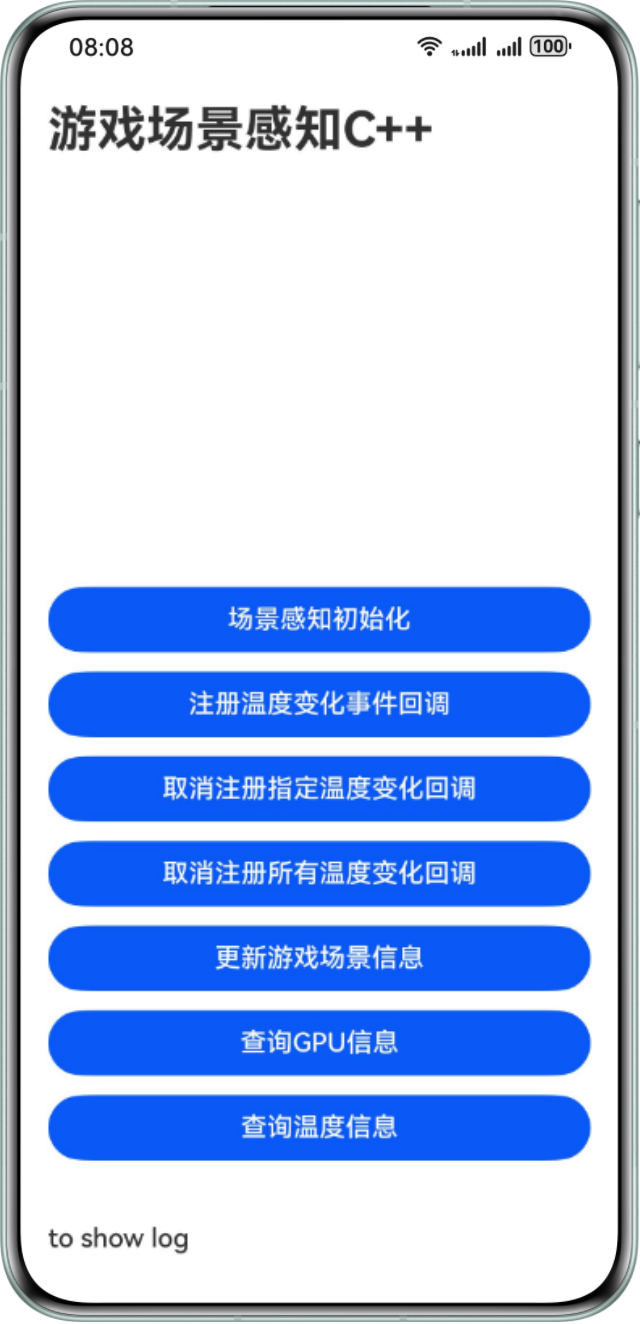 08:08
100
游戏场景感知C++
场景感知初始化
注册温度变化事件回调
取消注册指定温度变化回调
取消注册所有温度变化回调
更新游戏场景信息
查询GPU信息
查询温度信息
to show log